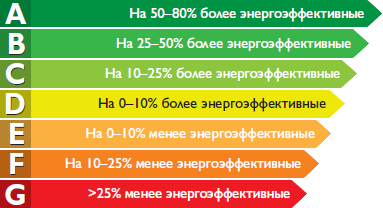 A На 50–80% более энергоэффективные
B На 25–50% более энергоэффективные
C На 10–25% более энергоэффективные
D На 0–10% более энергоэффективные
E На 0–10% менее энергоэффективные
F На 10–25% менее энергоэффективные
G >25% менее энергоэффективные